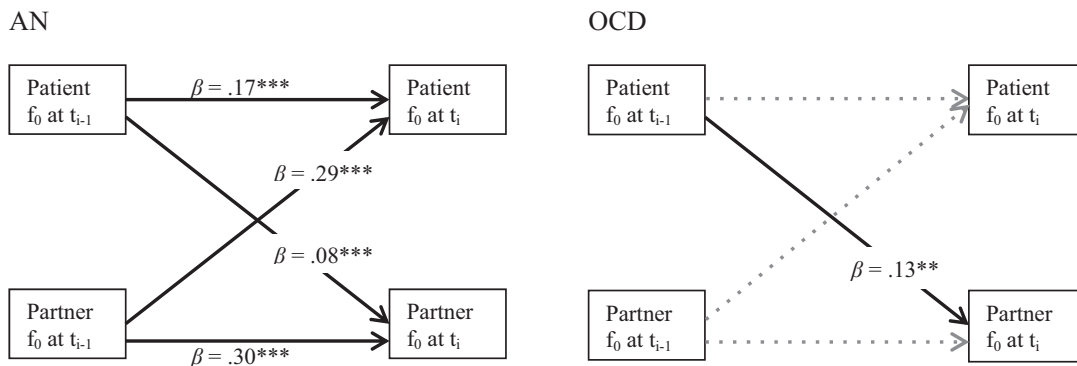 AN
Patient
f₀ at tᵢ₋₁
β = .17***
Patient
f₀ at tᵢ
β = .29***
β = .08***
Partner
f₀ at tᵢ₋₁
β = .30***
Partner
f₀ at tᵢ
OCD
Patient
f₀ at tᵢ₋₁
Patient
f₀ at tᵢ
β = .13**
Partner
f₀ at tᵢ₋₁
Partner
f₀ at tᵢ